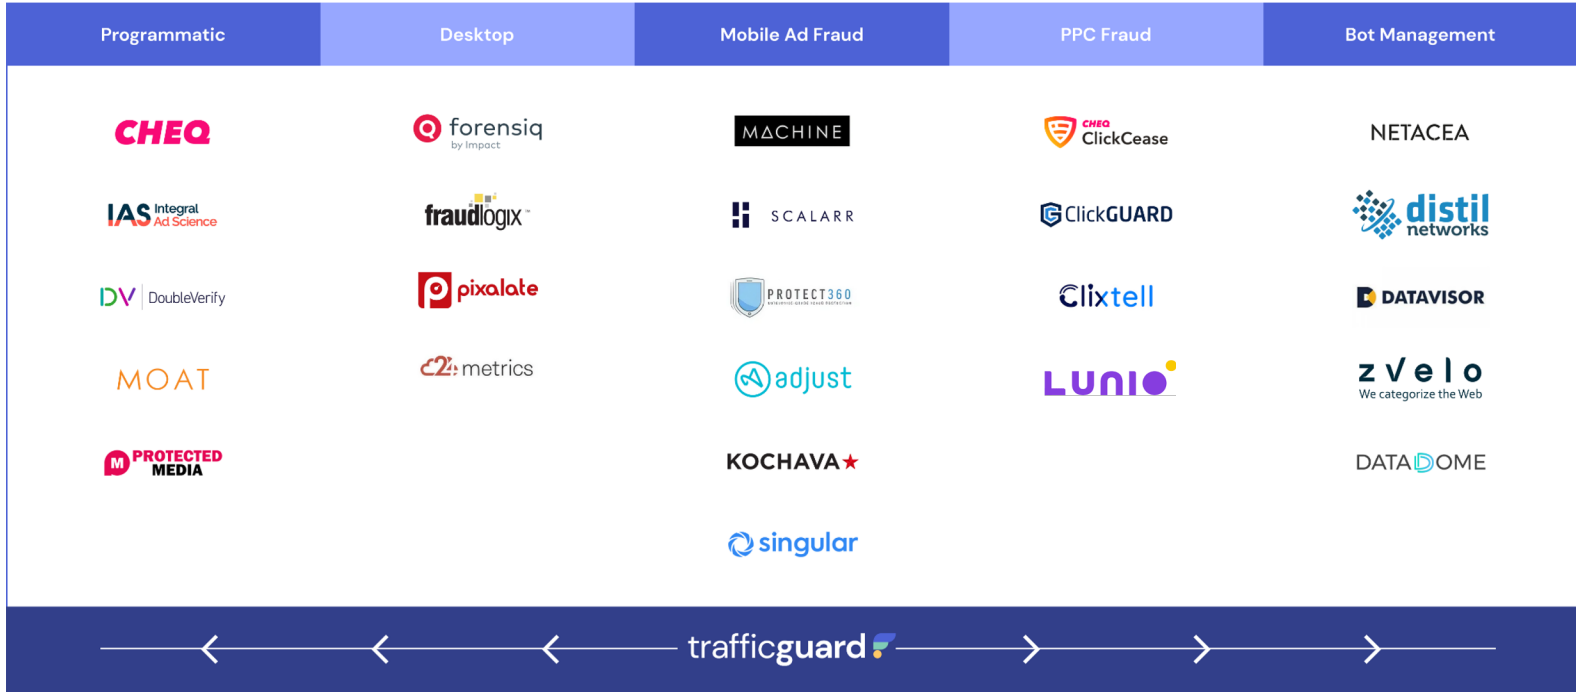 Programmatic
Desktop
Mobile Ad Fraud
PPC Fraud
Bot Management
CHEQ
IAS Integral
Ad Science
DV DoubleVerify
MOAT
M PROTECTED
MEDIA
forensiq
by Impact
fraudlogix™
pixalate
c24 metrics
MACHINE
SCALARR
PROTECT360
adjust
KOCHAVA
singular
CHEQ
ClickCease
ClickGUARD
Clixtell
LUNIO
NETACEA
distil
networks
DATAVISOR
zvelo
We categorize the Web
DATADOME
trafficguard